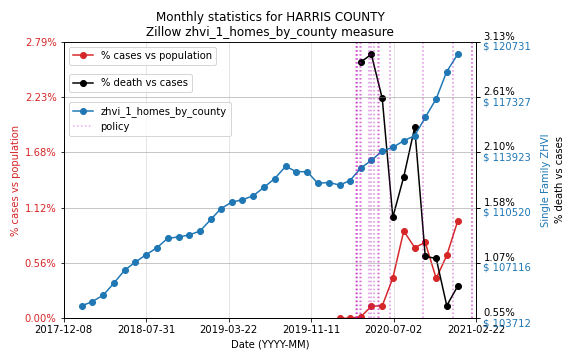 Monthly statistics for HARRIS COUNTY
Zillow zhvi_1_homes_by_county measure
% cases vs population
% death vs cases
zhvi_1_homes_by_county
policy
2.79%
2.23%
1.68%
1.12%
0.56%
0.00%
% cases vs population
3.13%
$ 120731
2.61%
$ 117327
2.10%
$ 113923
1.58%
$ 110520
1.07%
$ 107116
0.55%
$ 103712
Single Family ZHVI
% death vs cases
2017-12-08
2018-07-31
2019-03-22
2019-11-11
2020-07-02
2021-02-22
Date (YYYY-MM)